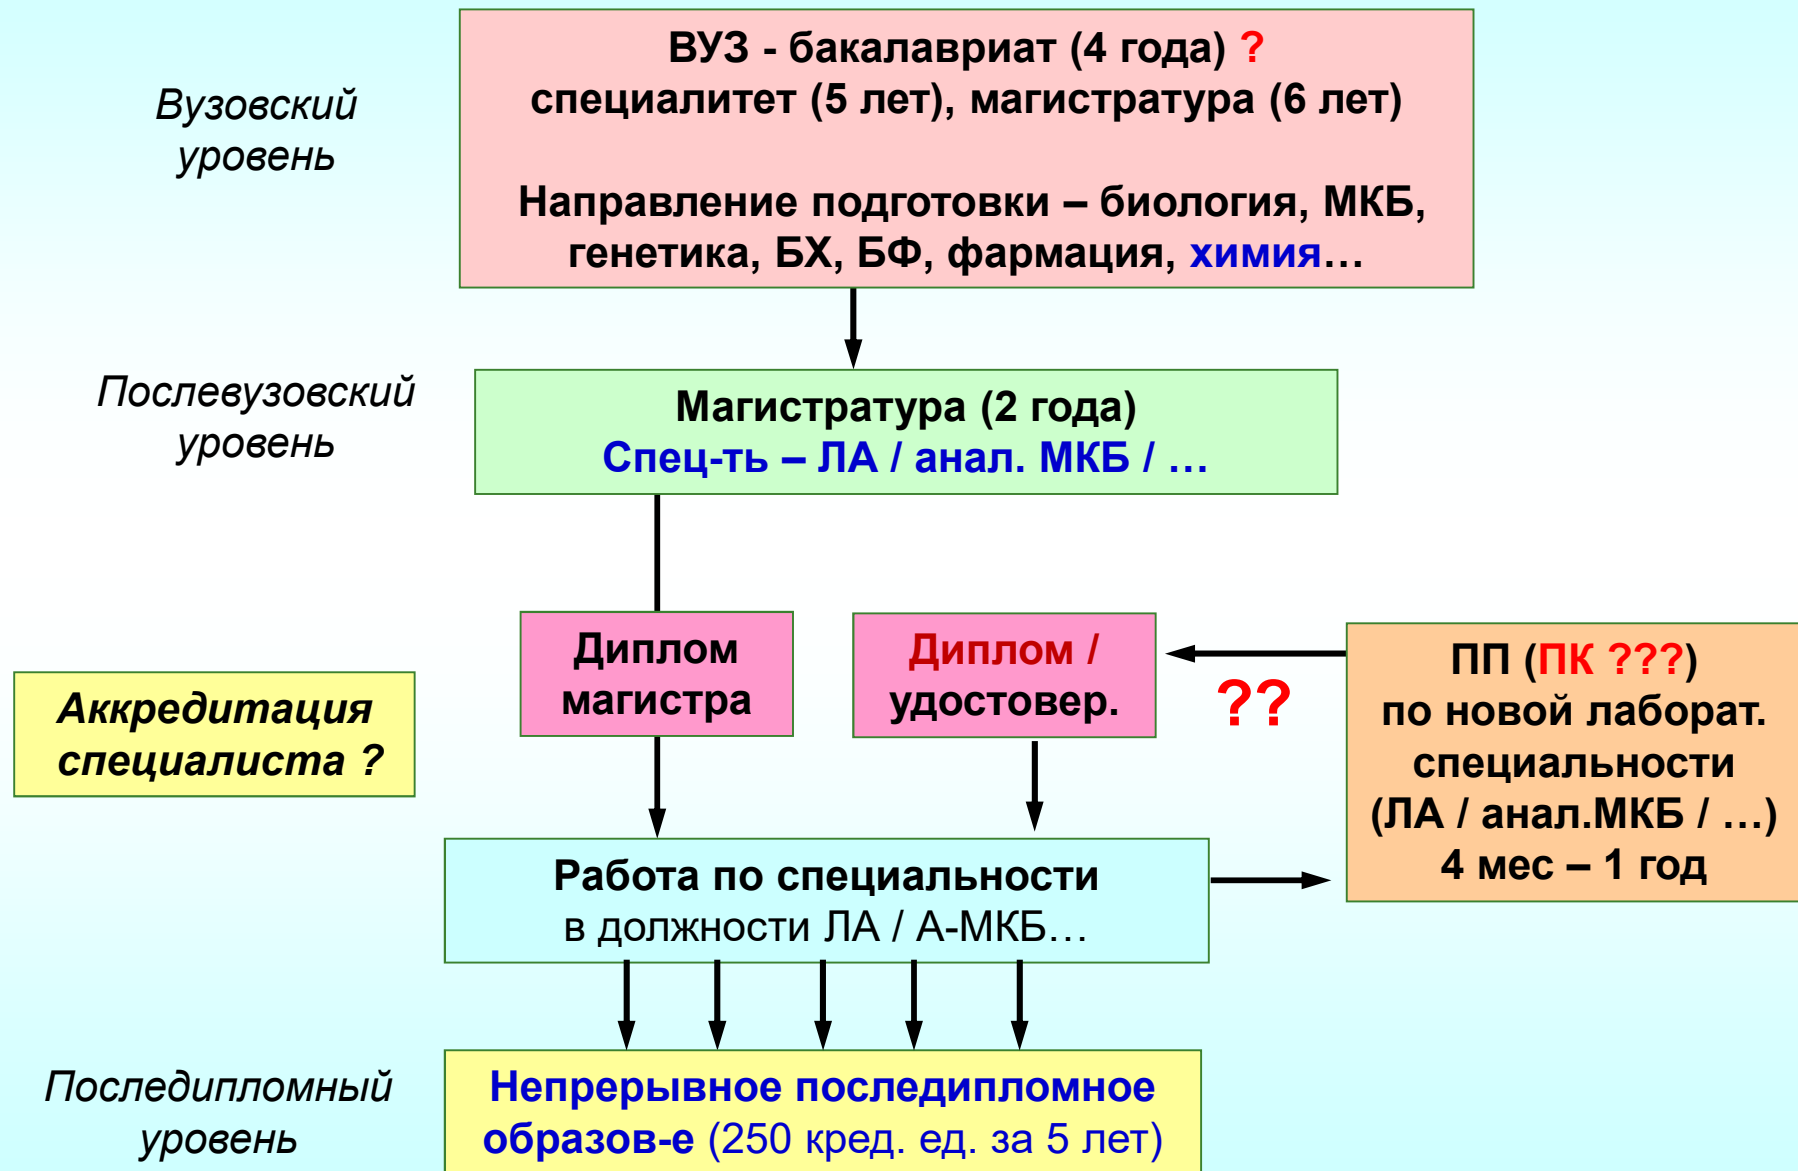 ВУЗ - бакалавриат (4 года) ?
специалитет (5 лет), магистратура (6 лет)
Направление подготовки – биология, МКБ,
генетика, БХ, БФ, фармация, химия…
Вузовский
уровень
Послевузовский
уровень
Магистратура (2 года)
Спец-ть – ЛА / анал. МКБ / …
Аккредитация
специалиста ?
Диплом
магистра
Диплом /
удостовер.
??
ПП (ПК ???)
по новой лаборат.
специальности
(ЛА / анал.МКБ / …)
4 мес – 1 год
Работа по специальности
в должности ЛА / А-МКБ…
Последипломный
уровень
Непрерывное последипломное
образов-е (250 кред. ед. за 5 лет)